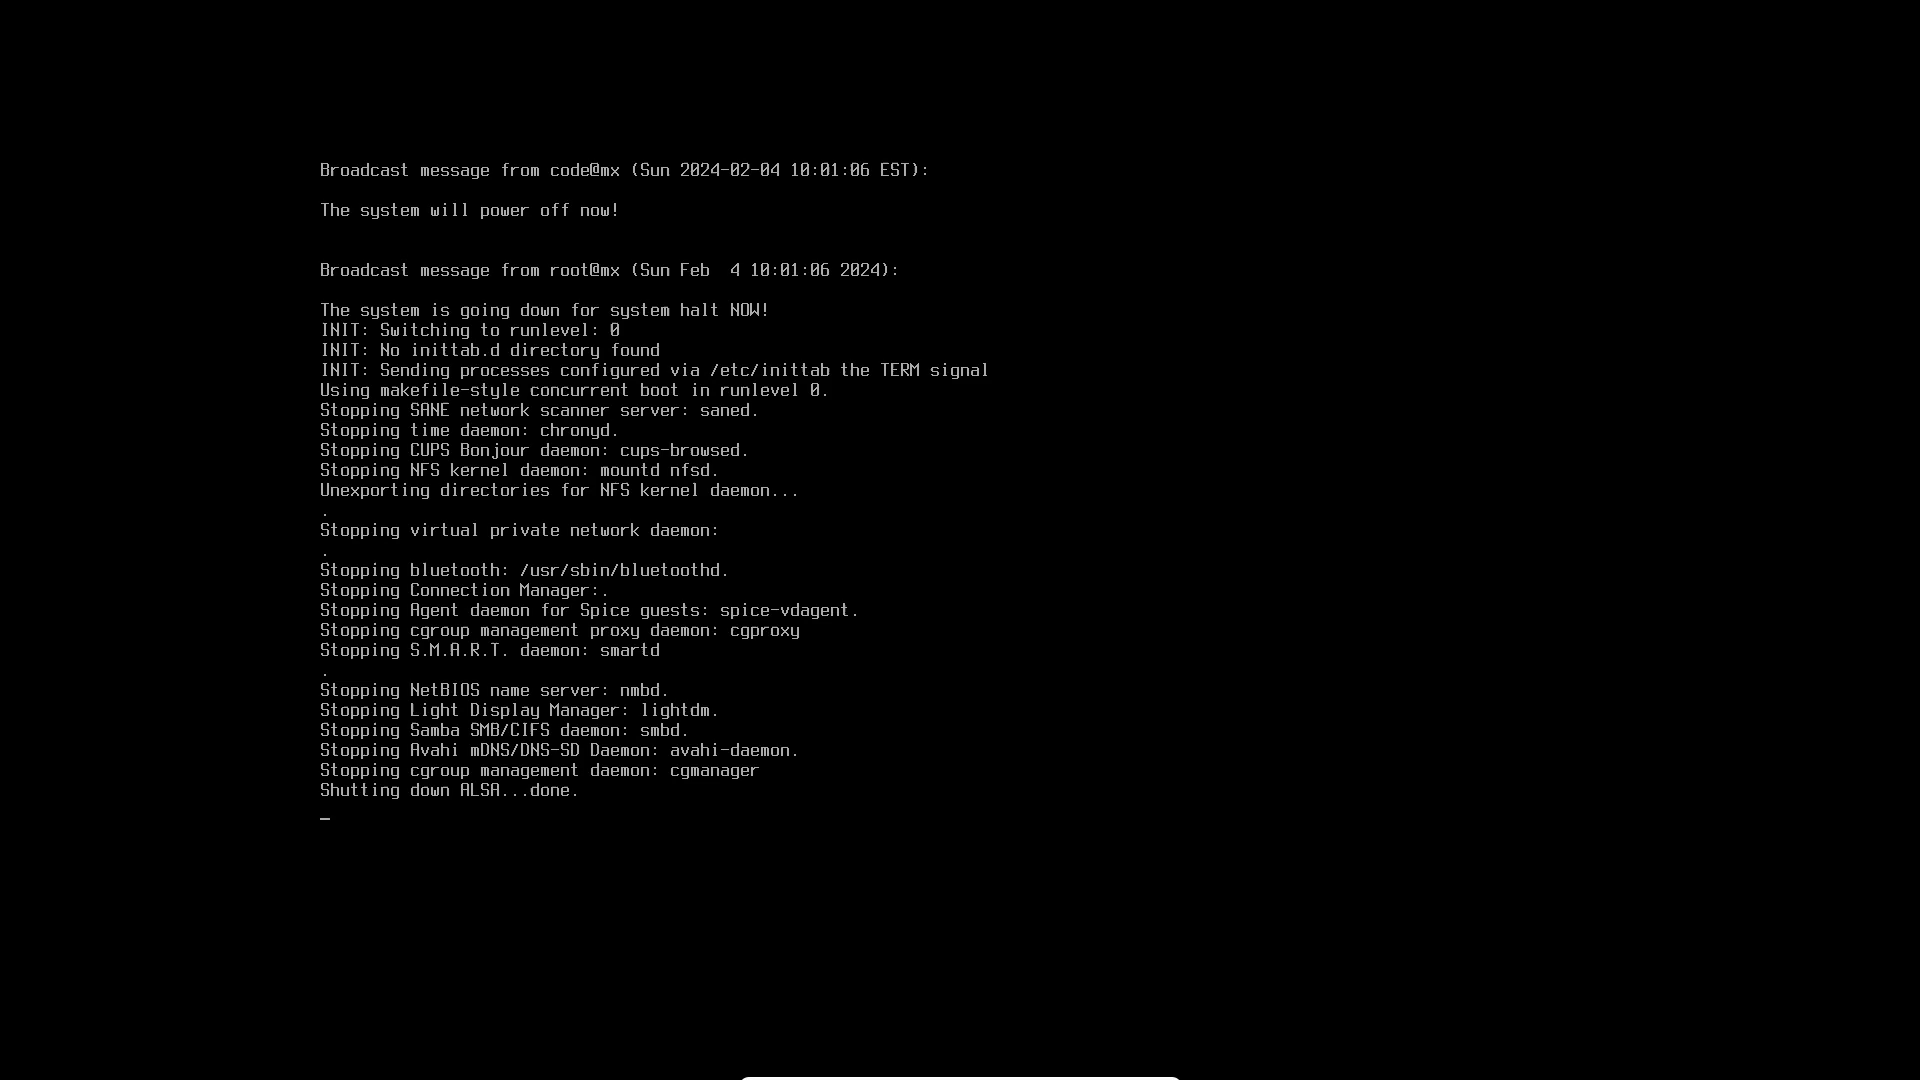 Broadcast message from code@mx (Sun 2024-02-04 10:01:06 EST):
The system will power off now!
Broadcast message from root@mx (Sun Feb  4 10:01:06 2024):
The system is going down for system halt NOW!
INIT: Switching to runlevel: 0
INIT: No inittab.d directory found
INIT: Sending processes configured via /etc/inittab the TERM signal
Using makefile-style concurrent boot in runlevel 0.
Stopping SANE network scanner server: saned.
Stopping time daemon: chronyd.
Stopping CUPS Bonjour daemon: cups-browsed.
Stopping NFS kernel daemon: mountd nfsd.
Unexporting directories for NFS kernel daemon...
.
Stopping virtual private network daemon:
.
Stopping bluetooth: /usr/sbin/bluetoothd.
Stopping Connection Manager:.
Stopping Agent daemon for Spice guests: spice-vdagent.
Stopping cgroup management proxy daemon: cgproxy
Stopping S.M.A.R.T. daemon: smartd
.
Stopping NetBIOS name server: nmbd.
Stopping Light Display Manager: lightdm.
Stopping Samba SMB/CIFS daemon: smbd.
Stopping Avahi mDNS/DNS-SD Daemon: avahi-daemon.
Stopping cgroup management daemon: cgmanager
Shutting down ALSA...done.
_